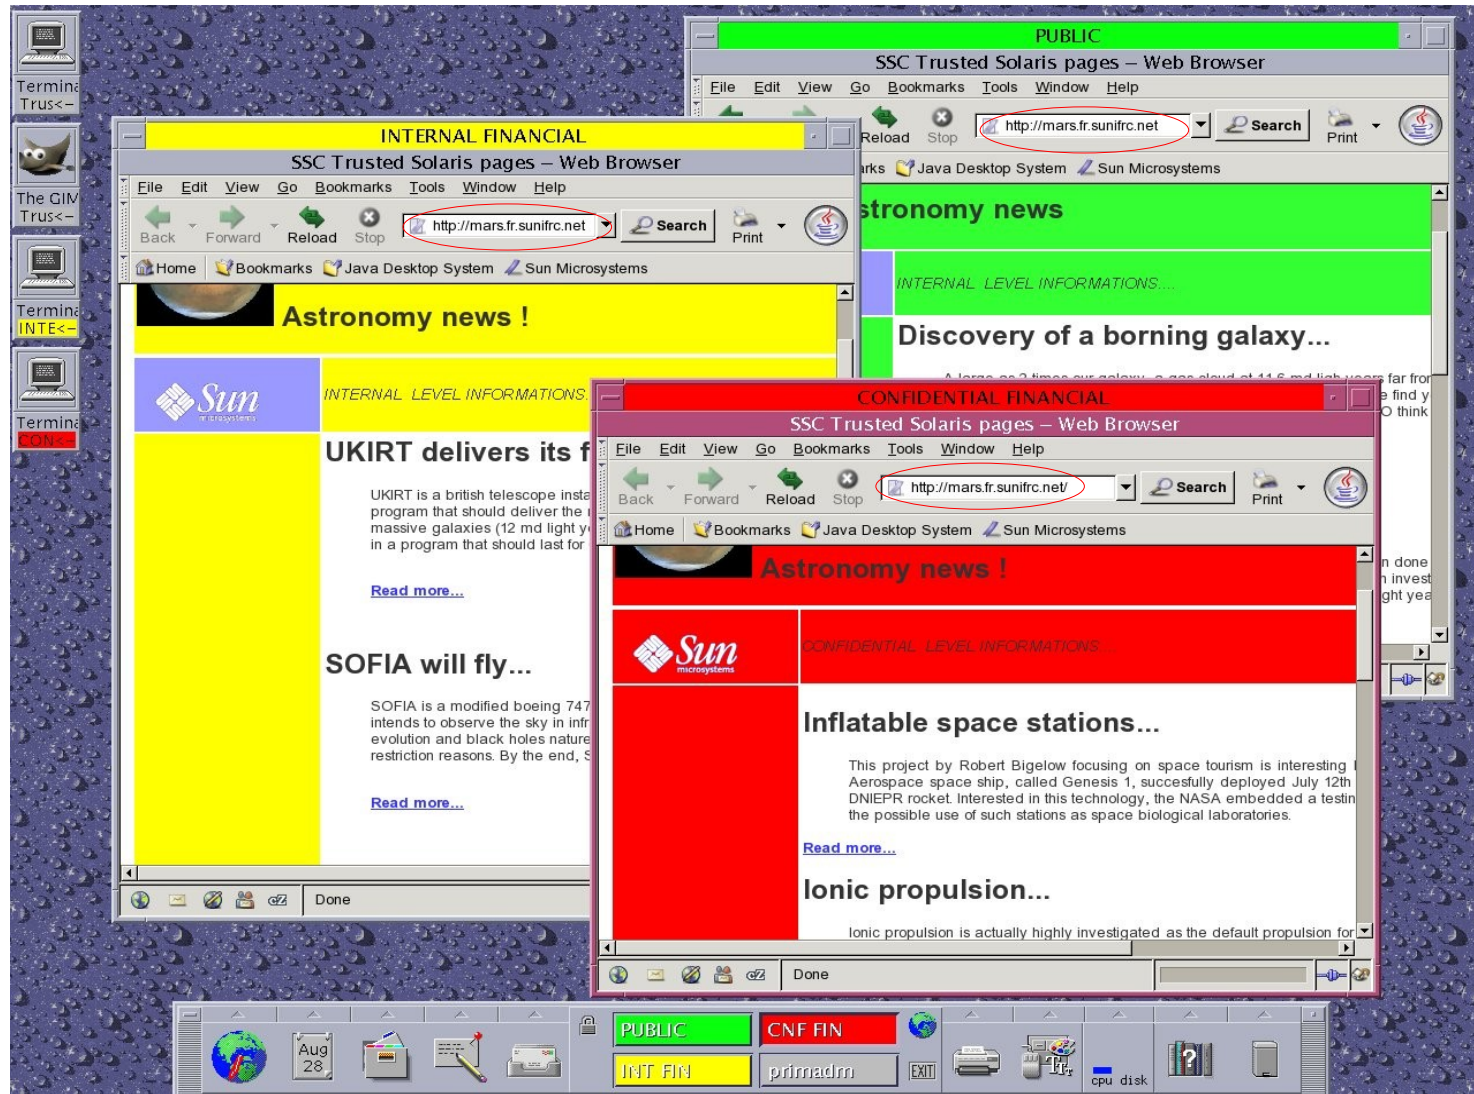 Termina
Trus<–
The GIM
Trus<–
Termina
INTE<–
Termina
CON<–
PUBLIC
SSC Trusted Solaris pages – Web Browser
File Edit View Go Bookmarks Tools Window Help
Reload Stop http://mars.fr.sunifrc.net Search Print
rks Java Desktop System Sun Microsystems
stronomy news
INTERNAL LEVEL INFORMATIONS....
Discovery of a borning galaxy...
far fron
e find y
O think
n done
n invest
ght yea
INTERNAL FINANCIAL
SSC Trusted Solaris pages – Web Browser
File Edit View Go Bookmarks Tools Window Help
Back Forward Reload Stop http://mars.fr.sunifrc.net Search Print
Home Bookmarks Java Desktop System Sun Microsystems
Astronomy news !
Sun
microsystems
INTERNAL LEVEL INFORMATIONS.
UKIRT delivers its f
UKIRT is a british telescope insta
program that should deliver the
massive galaxies (12 md light y
in a program that should last for
Read more...
SOFIA will fly...
SOFIA is a modified boeing 747
intends to observe the sky in infr
evolution and black holes nature
restriction reasons. By the end, S
Read more...
Done
CONFIDENTIAL FINANCIAL
SSC Trusted Solaris pages – Web Browser
File Edit View Go Bookmarks Tools Window Help
Back Forward Reload Stop http://mars.fr.sunifrc.net/ Search Print
Home Bookmarks Java Desktop System Sun Microsystems
Astronomy news !
Sun
microsystems
CONFIDENTIAL LEVEL INFORMATIONS....
Inflatable space stations...
This project by Robert Bigelow focusing on space tourism is interesting
Aerospace space ship, called Genesis 1, succesfully deployed July 12th
DNIEPR rocket. Interested in this technology, the NASA embedded a testin
the possible use of such stations as space biological laboratories.
Read more...
Ionic propulsion...
Ionic propulsion is actually highly investigated as the default propulsion for
Done
Aug
28
PUBLIC
CNF FIN
INT FIN
primadm
EXIT
cpu disk